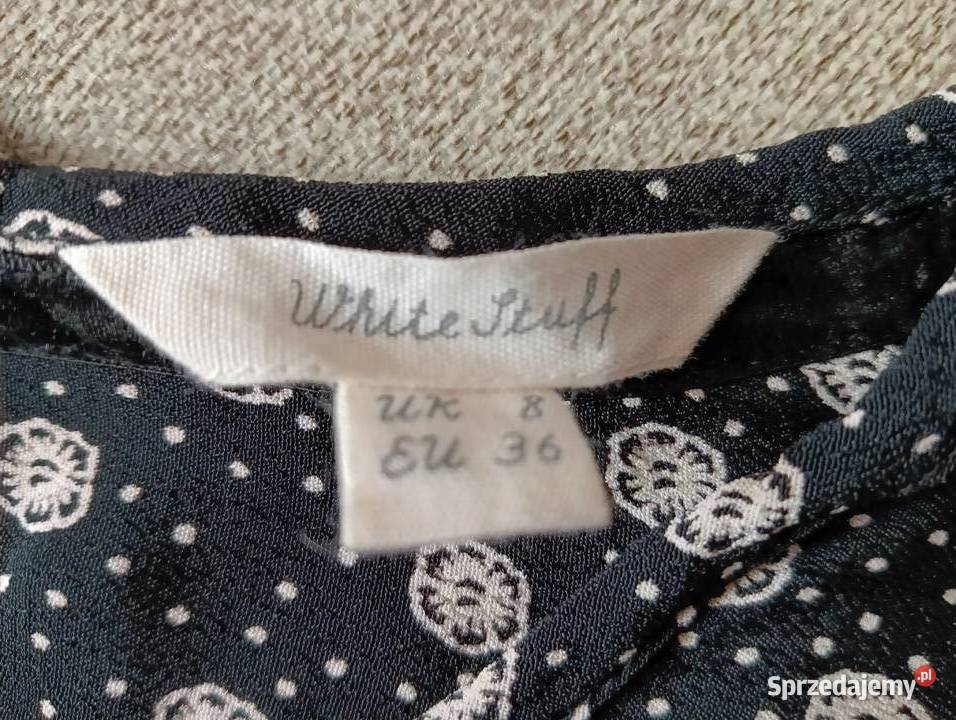 White Stuff
UK 8
EU 36
Sprzedajemy.pl